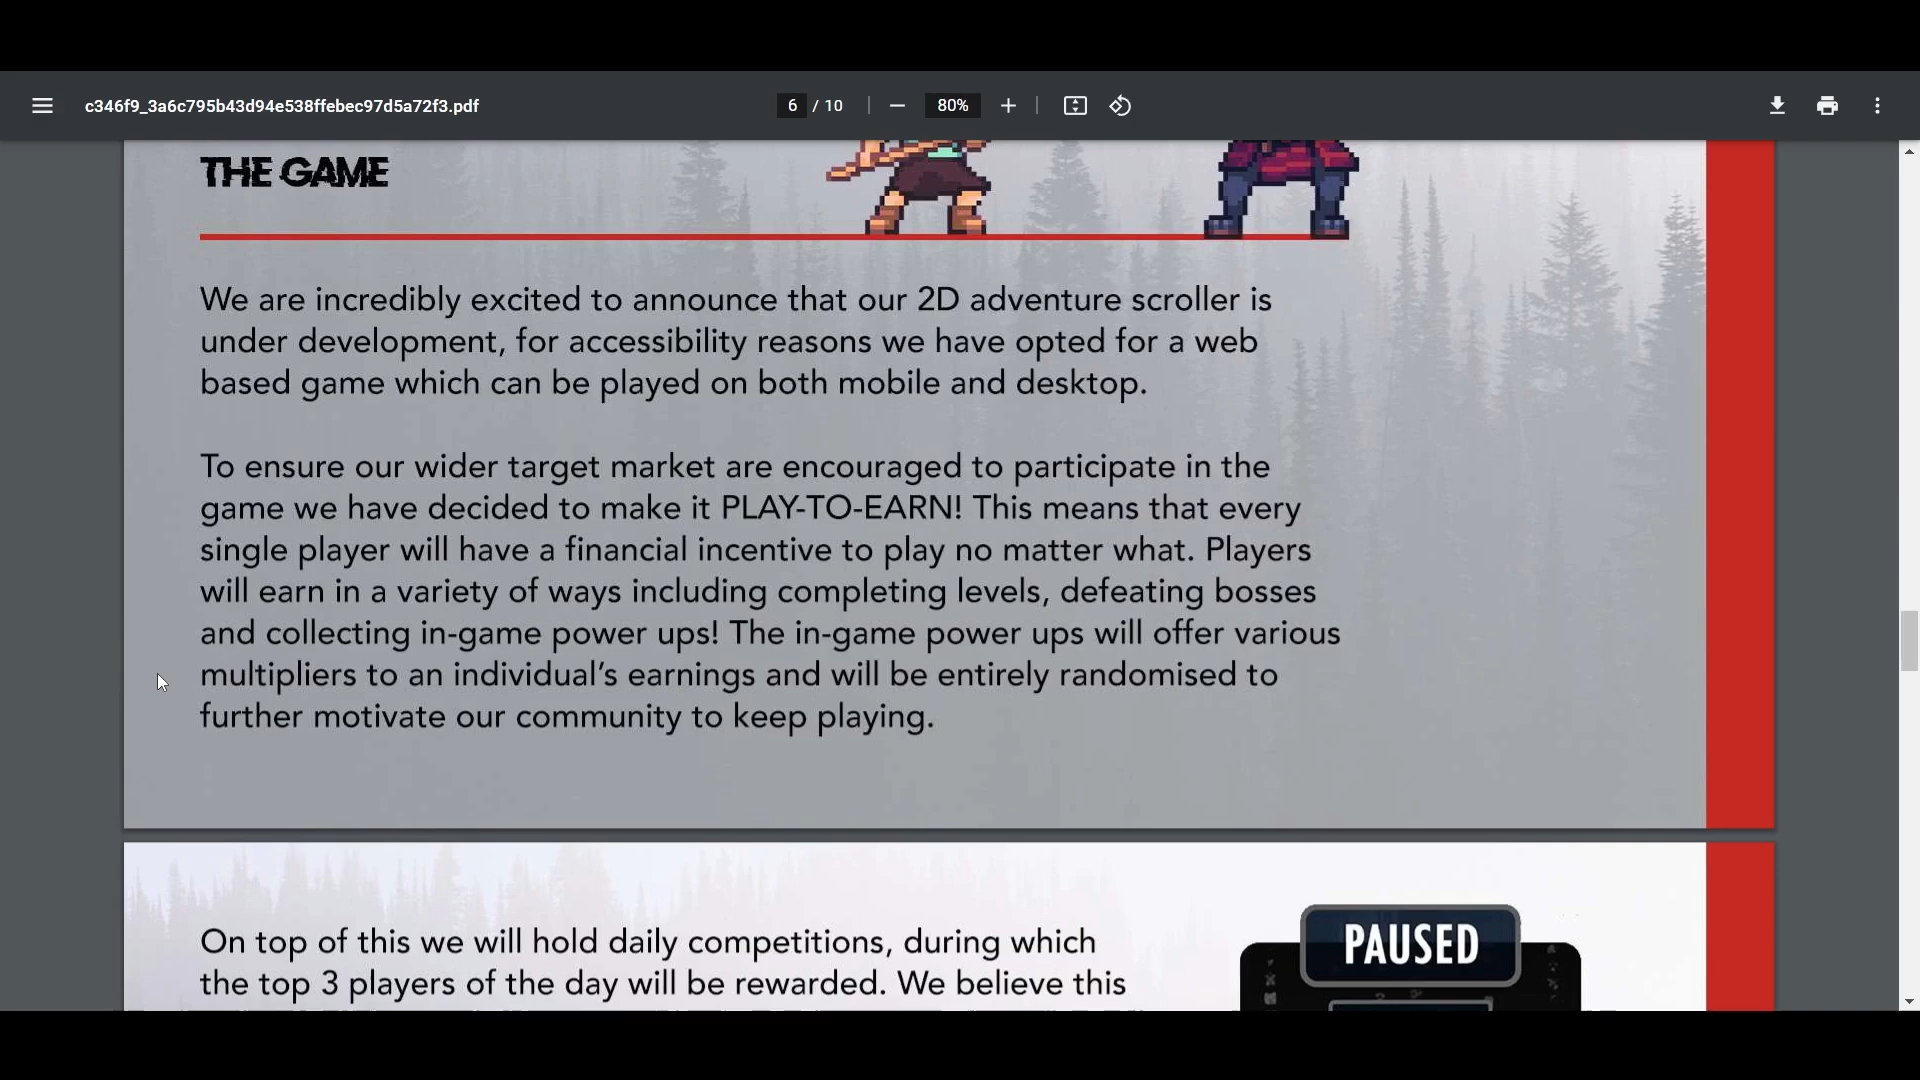 c346f9_3a6c795b43d94e538ffebec97d5a72f3.pdf
6 / 10
80%
THE GAME
We are incredibly excited to announce that our 2D adventure scroller is
under development, for accessibility reasons we have opted for a web
based game which can be played on both mobile and desktop.
To ensure our wider target market are encouraged to participate in the
game we have decided to make it PLAY-TO-EARN! This means that every
single player will have a financial incentive to play no matter what. Players
will earn in a variety of ways including completing levels, defeating bosses
and collecting in-game power ups! The in-game power ups will offer various
multipliers to an individual’s earnings and will be entirely randomised to
further motivate our community to keep playing.
On top of this we will hold daily competitions, during which
the top 3 players of the day will be rewarded. We believe this
PAUSED